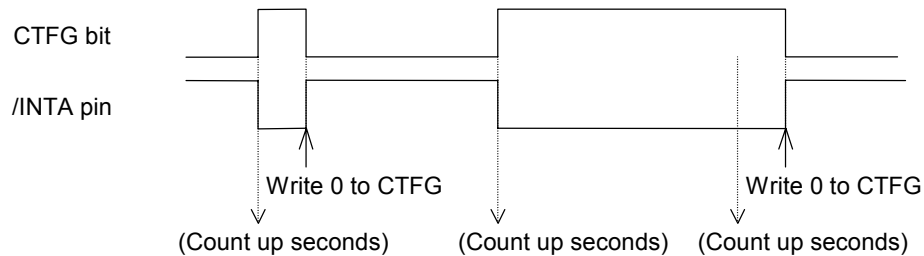 CTFG bit
/INTA pin
Write 0 to CTFG
Write 0 to CTFG
(Count up seconds)
(Count up seconds)
(Count up seconds)